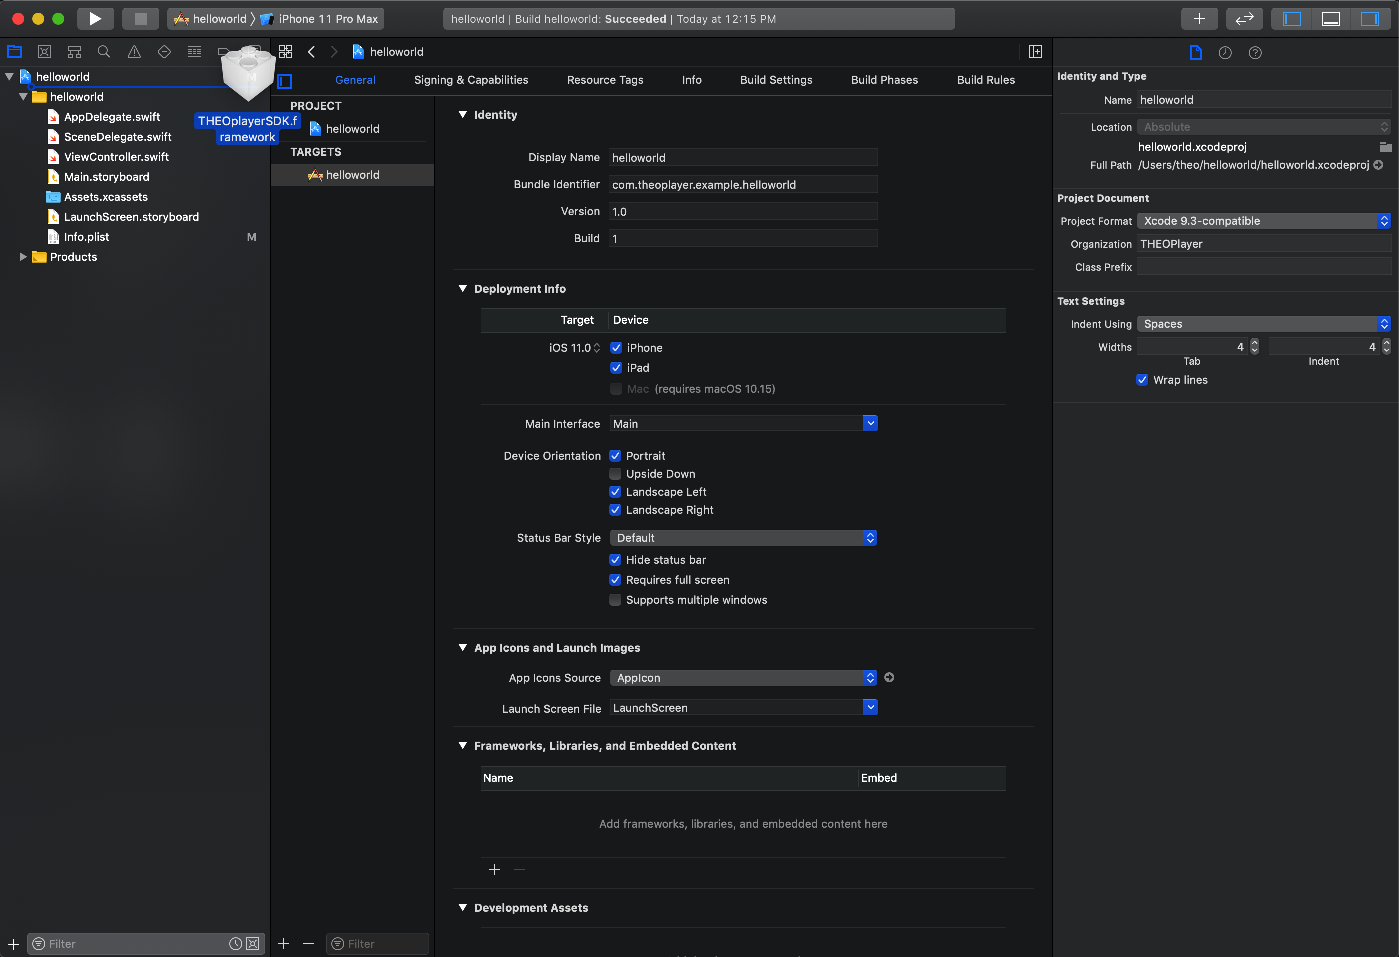 helloworld
iPhone 11 Pro Max
helloworld | Build helloworld: Succeeded | Today at 12:15 PM
helloworld
helloworld
M
helloworld
AppDelegate.swift
SceneDelegate.swift
ViewController.swift
Main.storyboard
Assets.xcassets
LaunchScreen.storyboard
Info.plist
M
Products
THEOplayerSDK.f
ramework
Filter
General
Signing & Capabilities
Resource Tags
Info
Build Settings
Build Phases
Build Rules
PROJECT
helloworld
TARGETS
helloworld
Filter
Identity
Display Name
helloworld
Bundle Identifier
com.theoplayer.example.helloworld
Version
1.0
Build
1
Deployment Info
Target
Device
iOS 11.0
iPhone
iPad
Mac (requires macOS 10.15)
Main Interface
Main
Device Orientation
Portrait
Upside Down
Landscape Left
Landscape Right
Status Bar Style
Default
Hide status bar
Requires full screen
Supports multiple windows
App Icons and Launch Images
App Icons Source
AppIcon
Launch Screen File
LaunchScreen
Frameworks, Libraries, and Embedded Content
Name
Embed
Add frameworks, libraries, and embedded content here
Development Assets
Identity and Type
Name
helloworld
Location
Absolute
helloworld.xcodeproj
Full Path
/Users/theo/helloworld/helloworld.xcodeproj
Project Document
Project Format
Xcode 9.3-compatible
Organization
THEOPlayer
Class Prefix
Text Settings
Indent Using
Spaces
Widths
4
4
Tab
Indent
Wrap lines